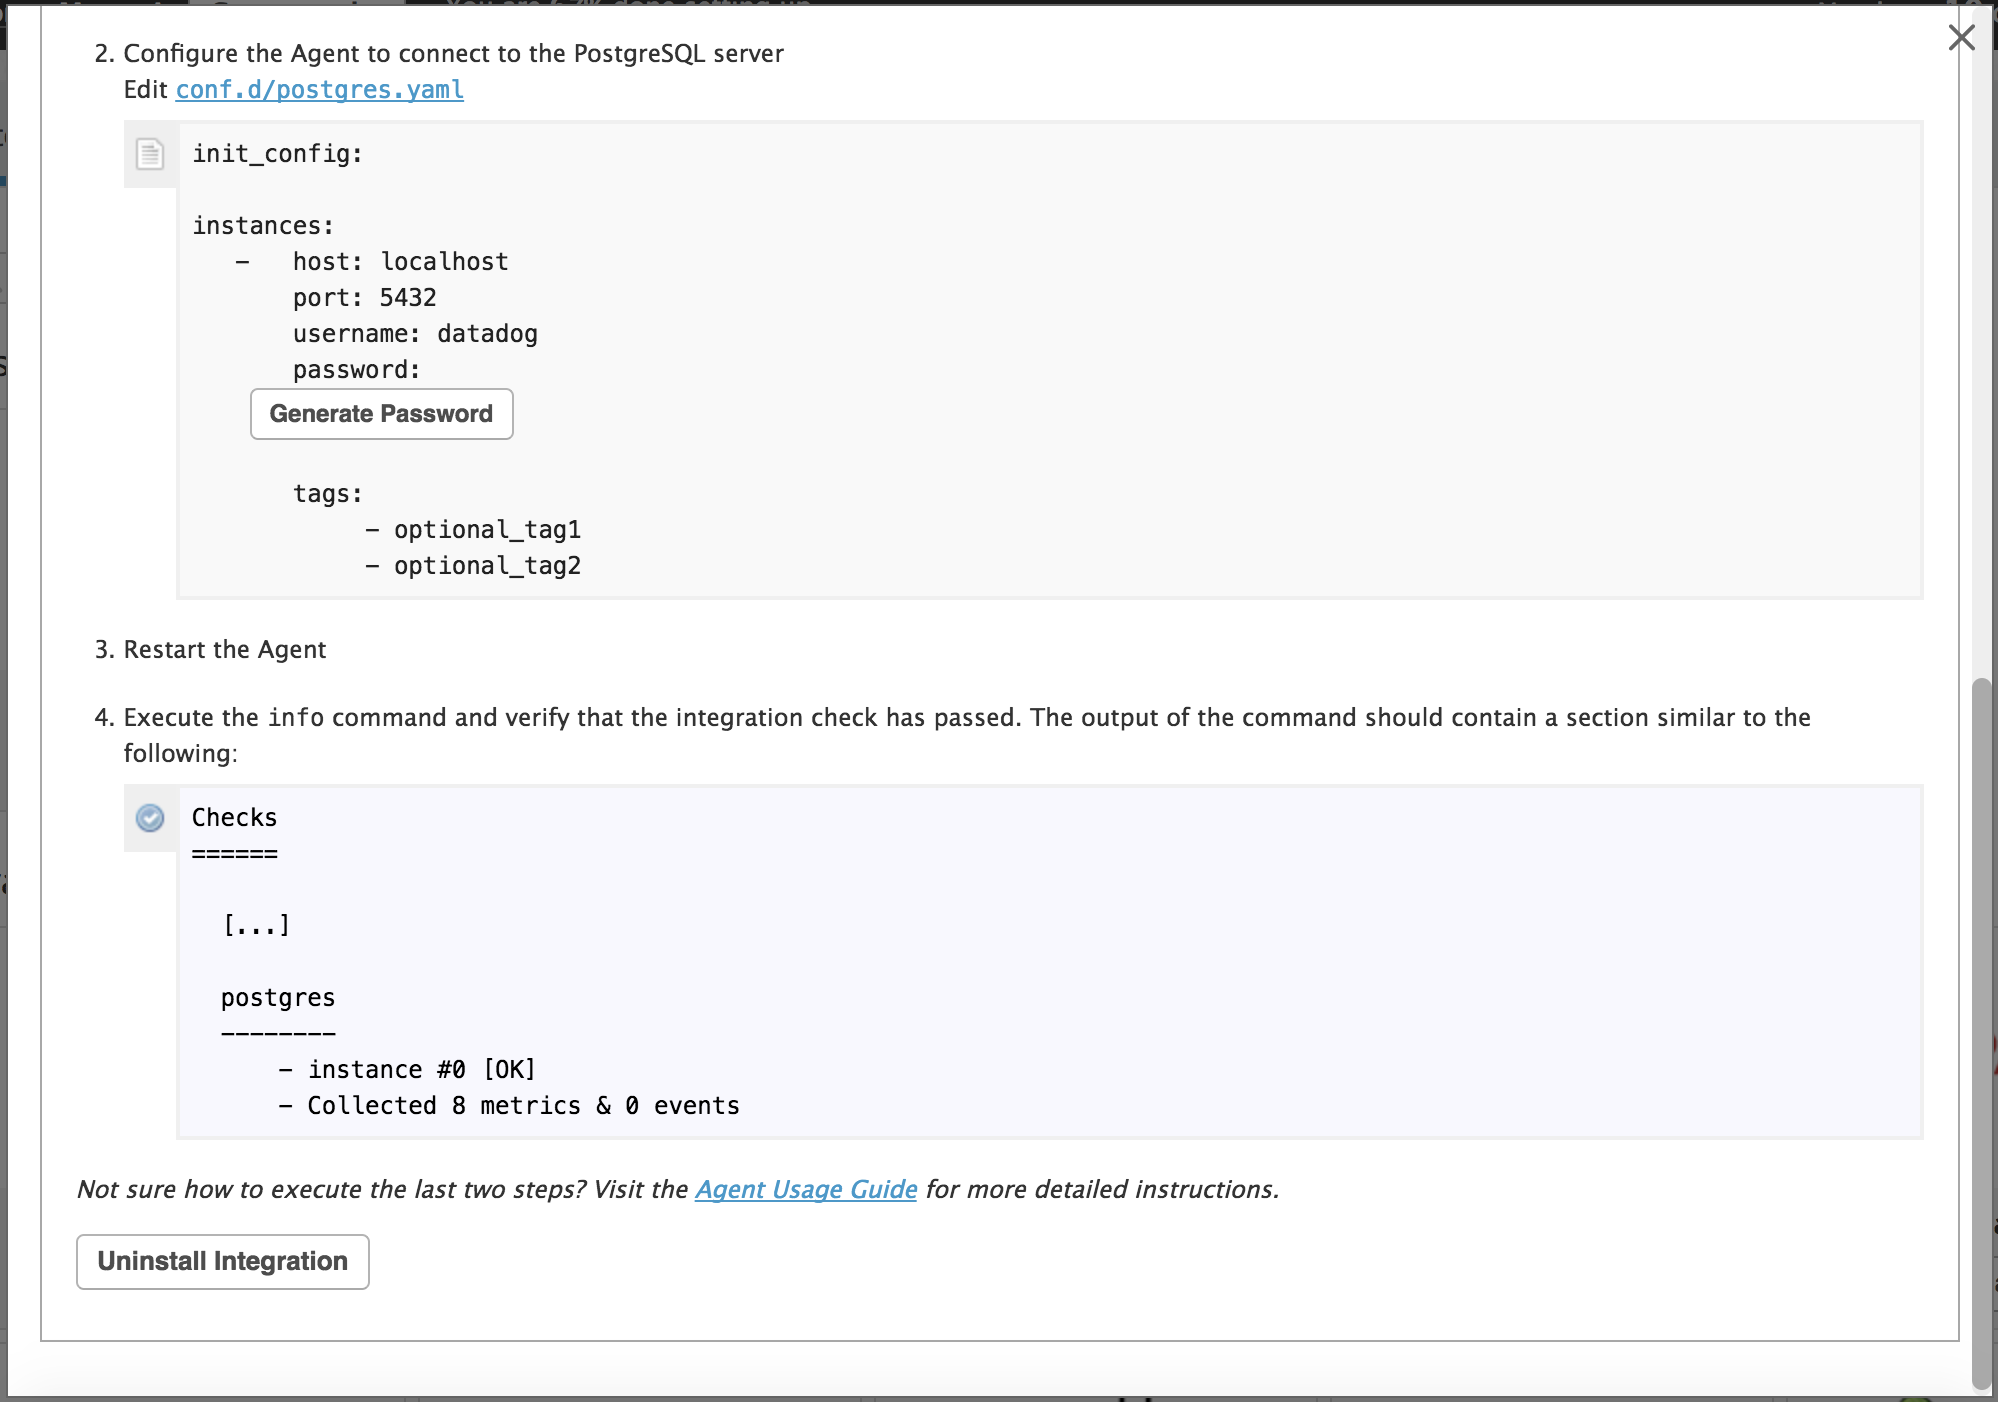 2. Configure the Agent to connect to the PostgreSQL server
Edit conf.d/postgres.yaml
init_config:
instances:
-   host: localhost
port: 5432
username: datadog
password:
Generate Password
tags:
- optional_tag1
- optional_tag2
3. Restart the Agent
4. Execute the info command and verify that the integration check has passed. The output of the command should contain a section similar to the
following:
Checks
======
[...]
postgres
--------
- instance #0 [OK]
- Collected 8 metrics & 0 events
Not sure how to execute the last two steps? Visit the Agent Usage Guide for more detailed instructions.
Uninstall Integration